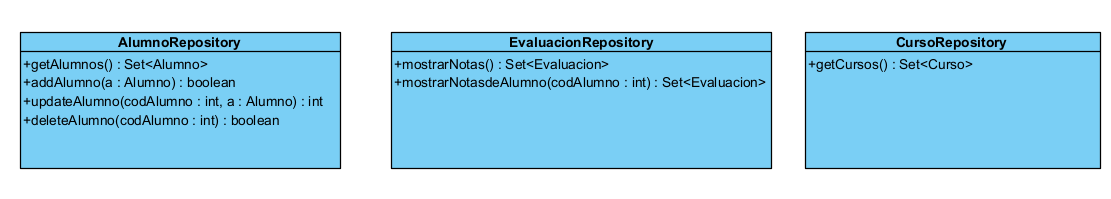 AlumnoRepository
+getAlumnos() : Set<Alumno>
+addAlumno(a : Alumno) : boolean
+updateAlumno(codAlumno : int, a : Alumno) : int
+deleteAlumno(codAlumno : int) : boolean
EvaluacionRepository
+mostrarNotas() : Set<Evaluacion>
+mostrarNotasdeAlumno(codAlumno : int) : Set<Evaluacion>
CursoRepository
+getCursos() : Set<Curso>